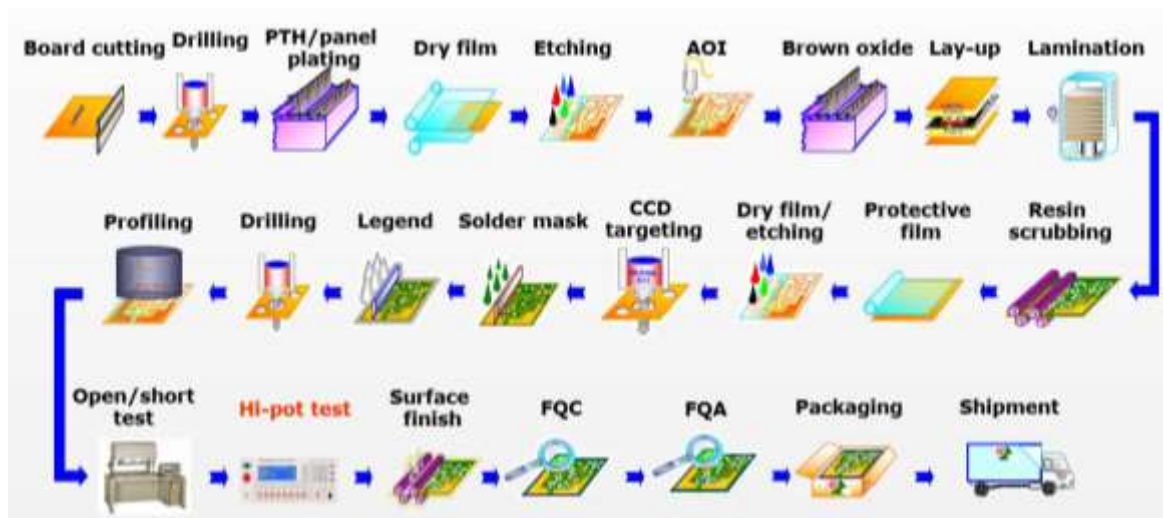 Board cutting
Drilling
PTH/panel
plating
Dry film
Etching
AOI
Brown oxide
Lay-up
Lamination
Profiling
Drilling
Legend
Solder mask
CCD
targeting
Dry film/
etching
Protective
film
Resin
scrubbing
Open/short
test
Hi-pot test
Surface
finish
FQC
FQA
Packaging
Shipment